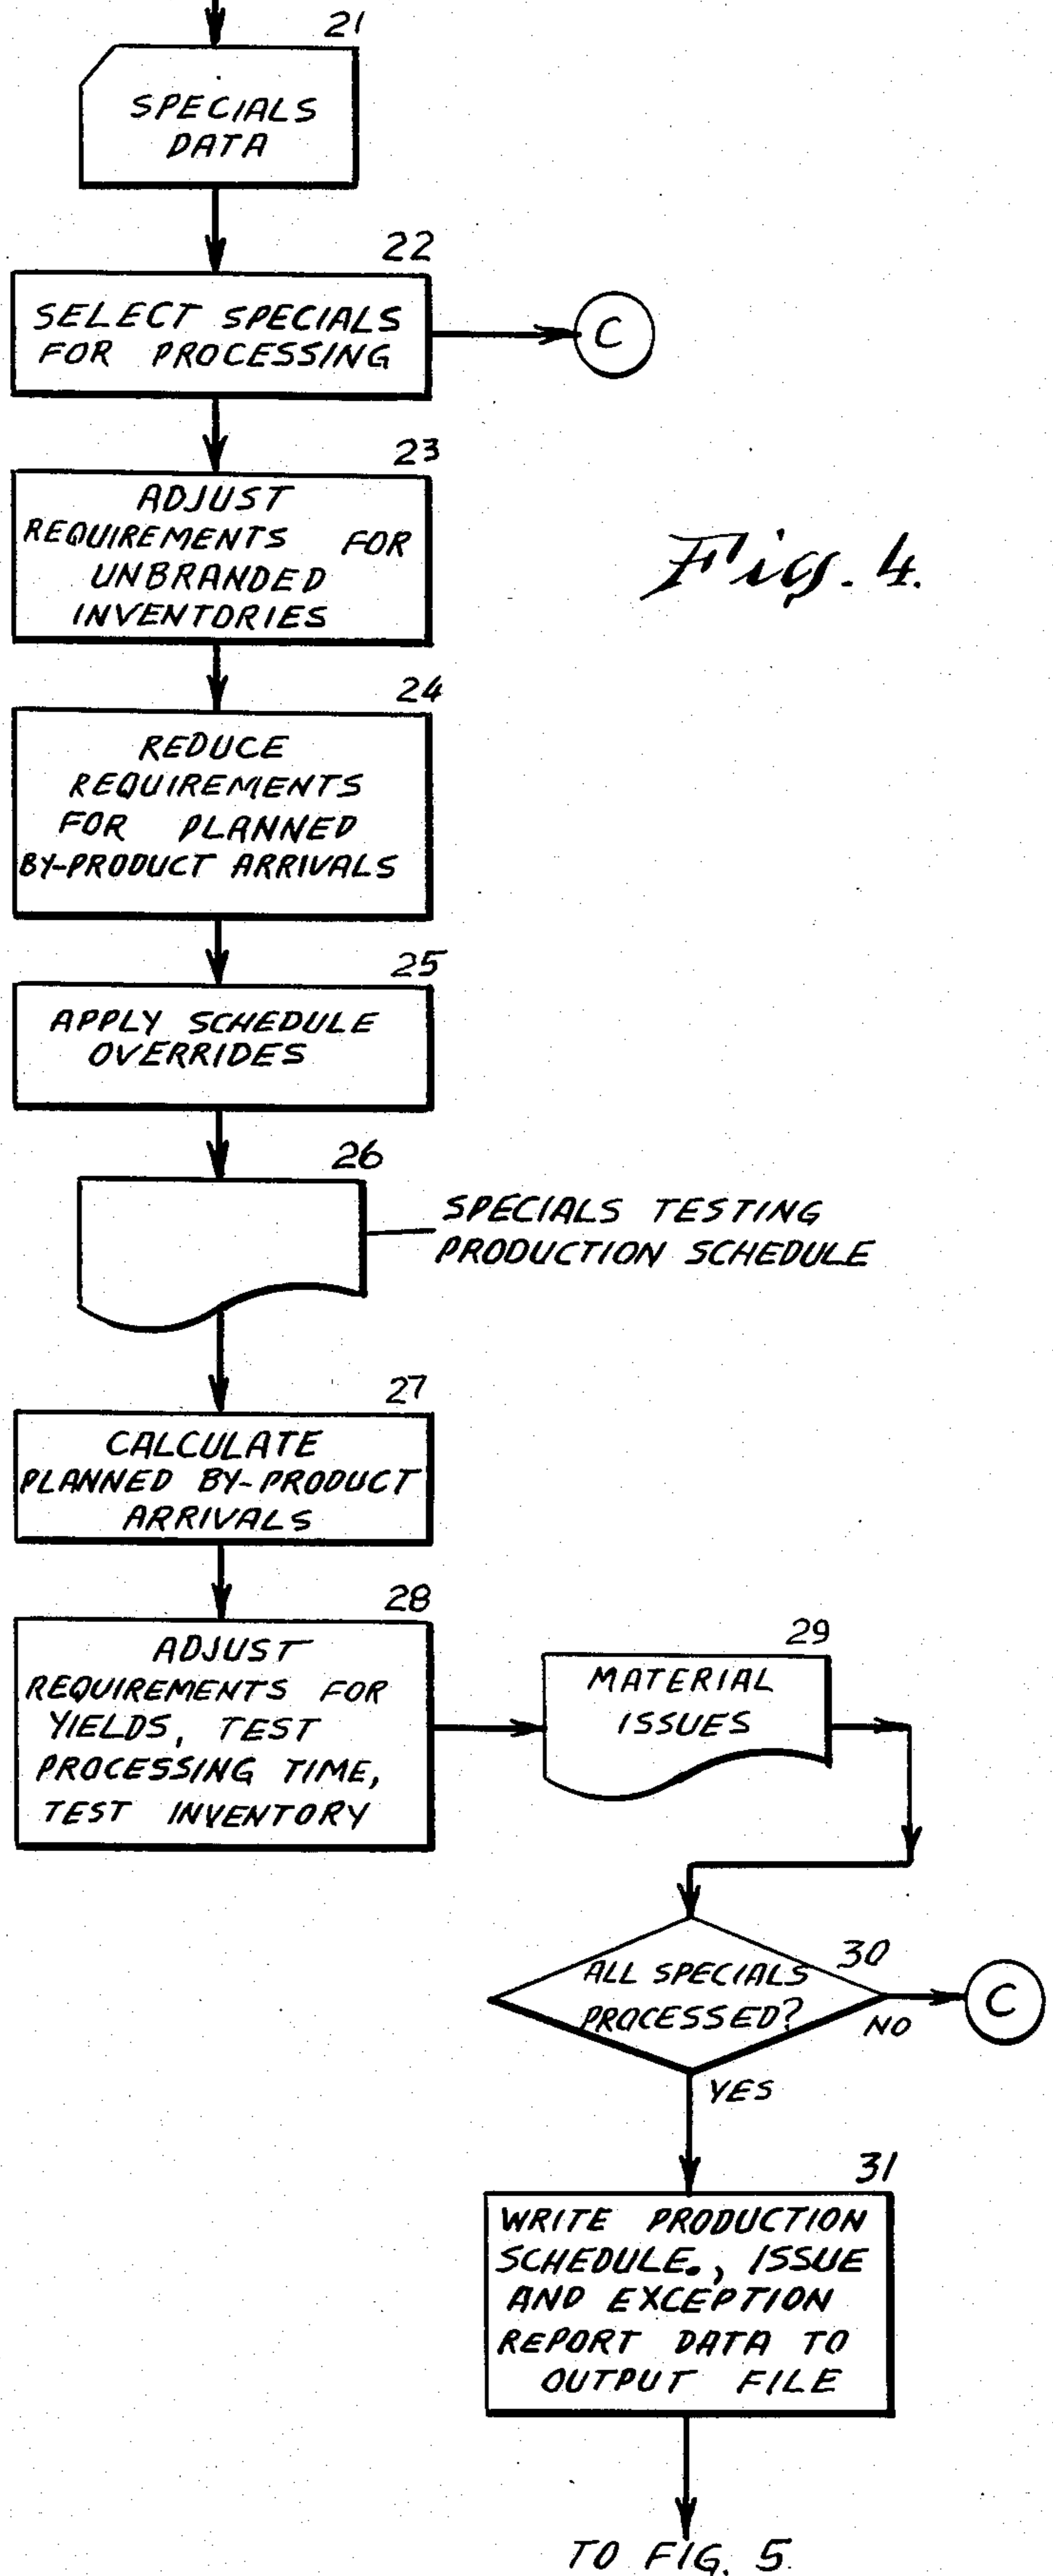 21
SPECIALS
DATA
22
SELECT SPECIALS
FOR PROCESSING
C
23
ADJUST
REQUIREMENTS FOR
UNBRANDED
INVENTORIES
Fig. 4.
24
REDUCE
REQUIREMENTS
FOR PLANNED
BY-PRODUCT ARRIVALS
25
APPLY SCHEDULE
OVERRIDES
26
SPECIALS TESTING
PRODUCTION SCHEDULE
27
CALCULATE
PLANNED BY-PRODUCT
ARRIVALS
28
ADJUST
REQUIREMENTS FOR
YIELDS, TEST
PROCESSING TIME,
TEST INVENTORY
29
MATERIAL
ISSUES
30
ALL SPECIALS
PROCESSED?
NO
C
YES
31
WRITE PRODUCTION
SCHEDULE., ISSUE
AND EXCEPTION
REPORT DATA TO
OUTPUT FILE
TO FIG. 5.